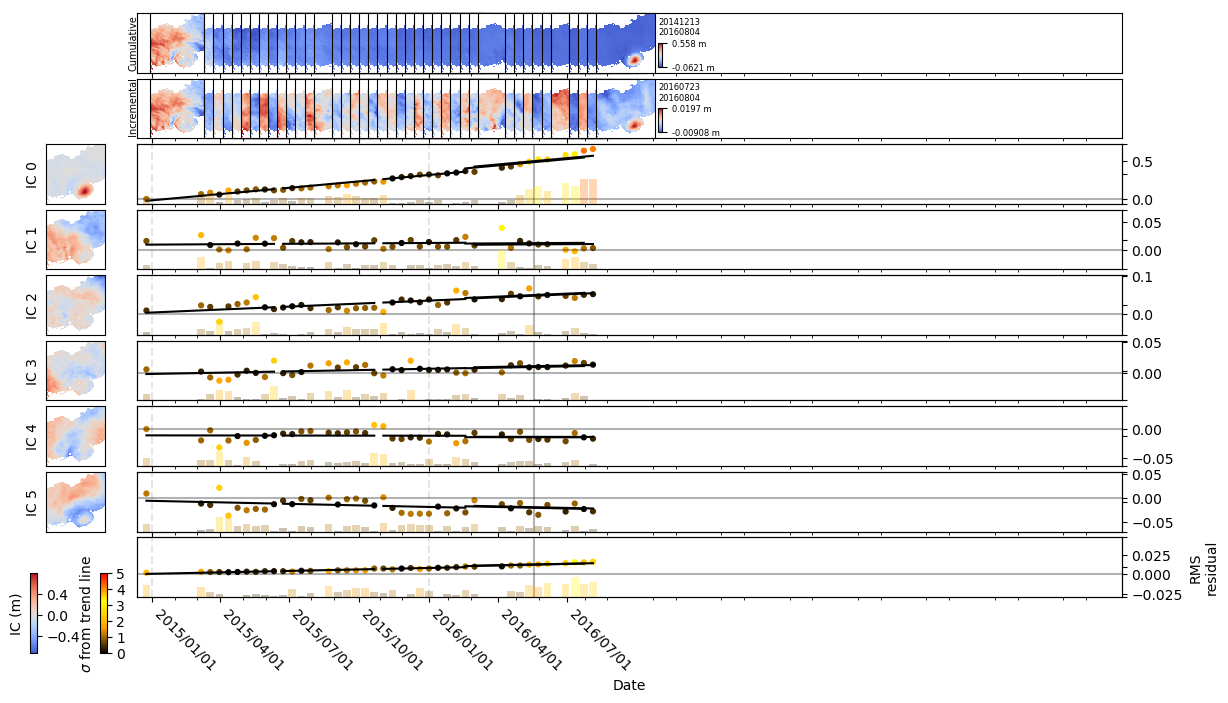 Cumulative
20141213
20160804
0.558 m
-0.0621 m
Incremental
20160723
20160804
0.0197 m
-0.00908 m
IC 0
0.5
0.0
IC 1
0.05
0.00
IC 2
0.1
0.0
IC 3
0.05
0.00
IC 4
0.00
−0.05
IC 5
0.05
0.00
−0.05
0.025
0.000
−0.025
RMS
residual
IC (m)
0.4
0.0
−0.4
σ from trend line
5
4
3
2
1
0
2015/01/01
2015/04/01
2015/07/01
2015/10/01
2016/01/01
2016/04/01
2016/07/01
Date